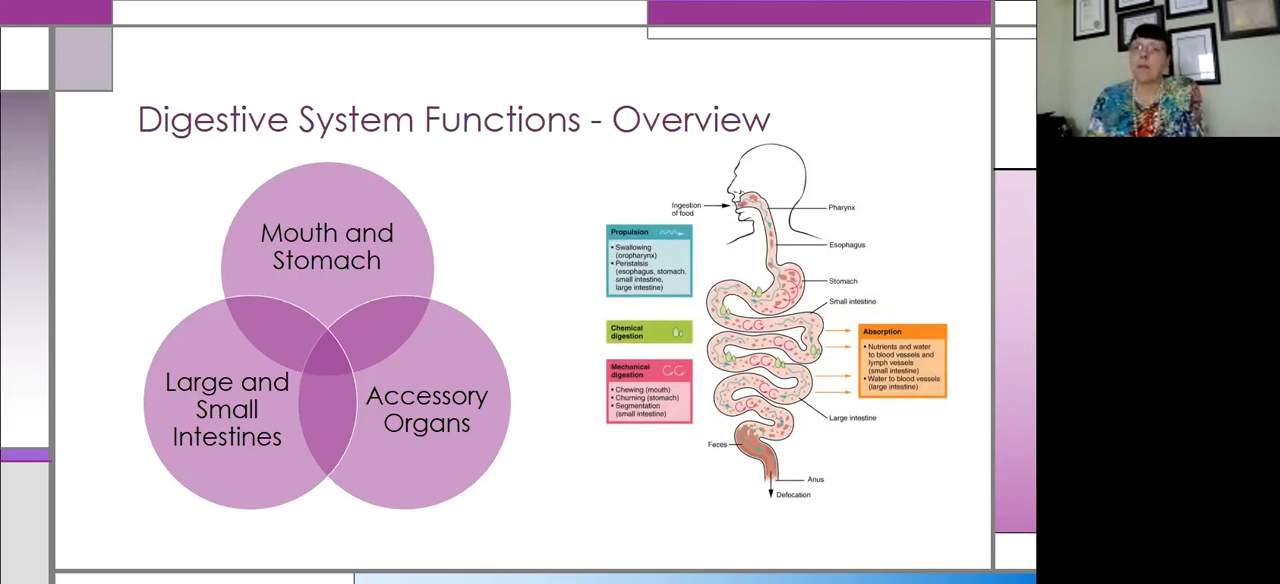 Digestive System Functions - Overview
Mouth and
Stomach
Large and
Small
Intestines
Accessory
Organs
Ingestion
of food
Pharynx
Propulsion
• Swallowing
(oropharynx)
• Peristalsis
(esophagus, stomach,
small intestine,
large intestine)
Esophagus
Stomach
Small intestine
Chemical
digestion
Absorption
• Nutrients and water
to blood vessels and
lymph vessels
(small intestine)
• Water to blood vessels
(large intestine)
Mechanical
digestion
• Chewing (mouth)
• Churning (stomach)
• Segmentation
(small intestine)
Large intestine
Feces
Anus
Defecation